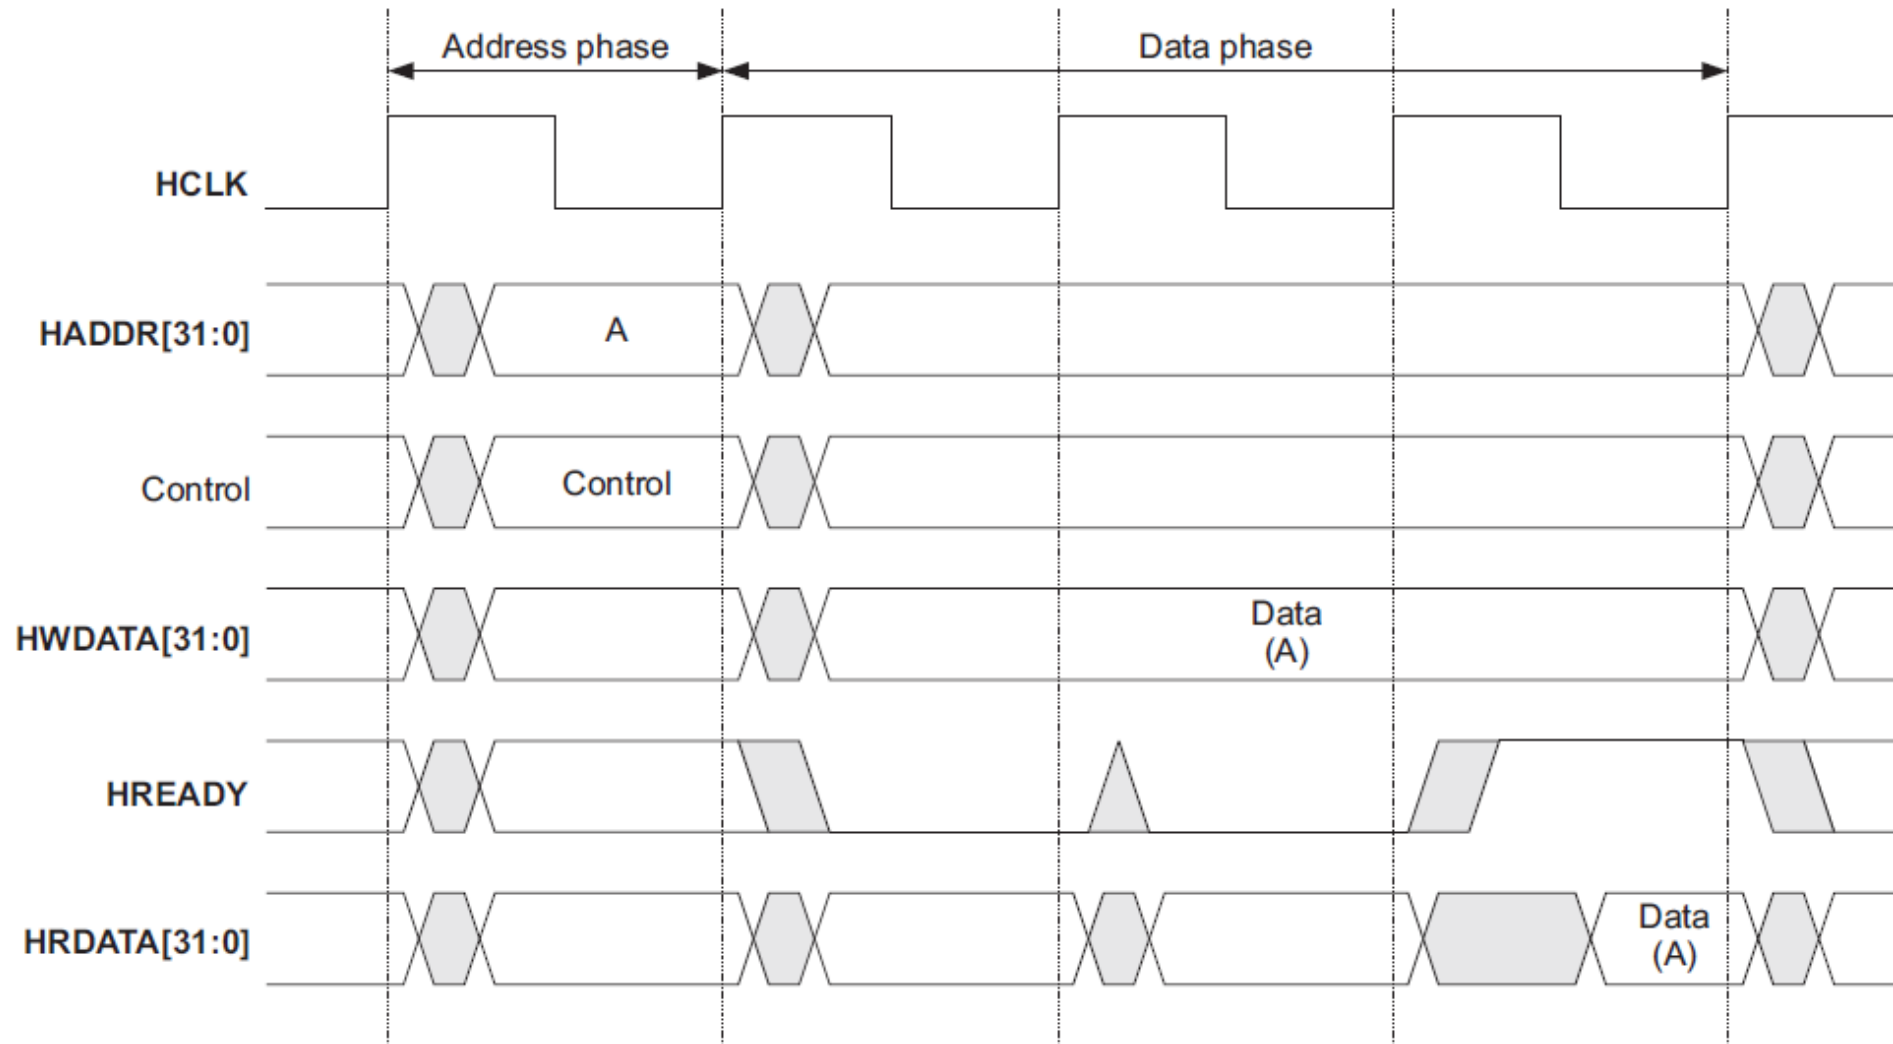 Address phase
Data phase
HCLK
HADDR[31:0]
A
Control
Control
HWDATA[31:0]
Data
(A)
HREADY
HRDATA[31:0]
Data
(A)